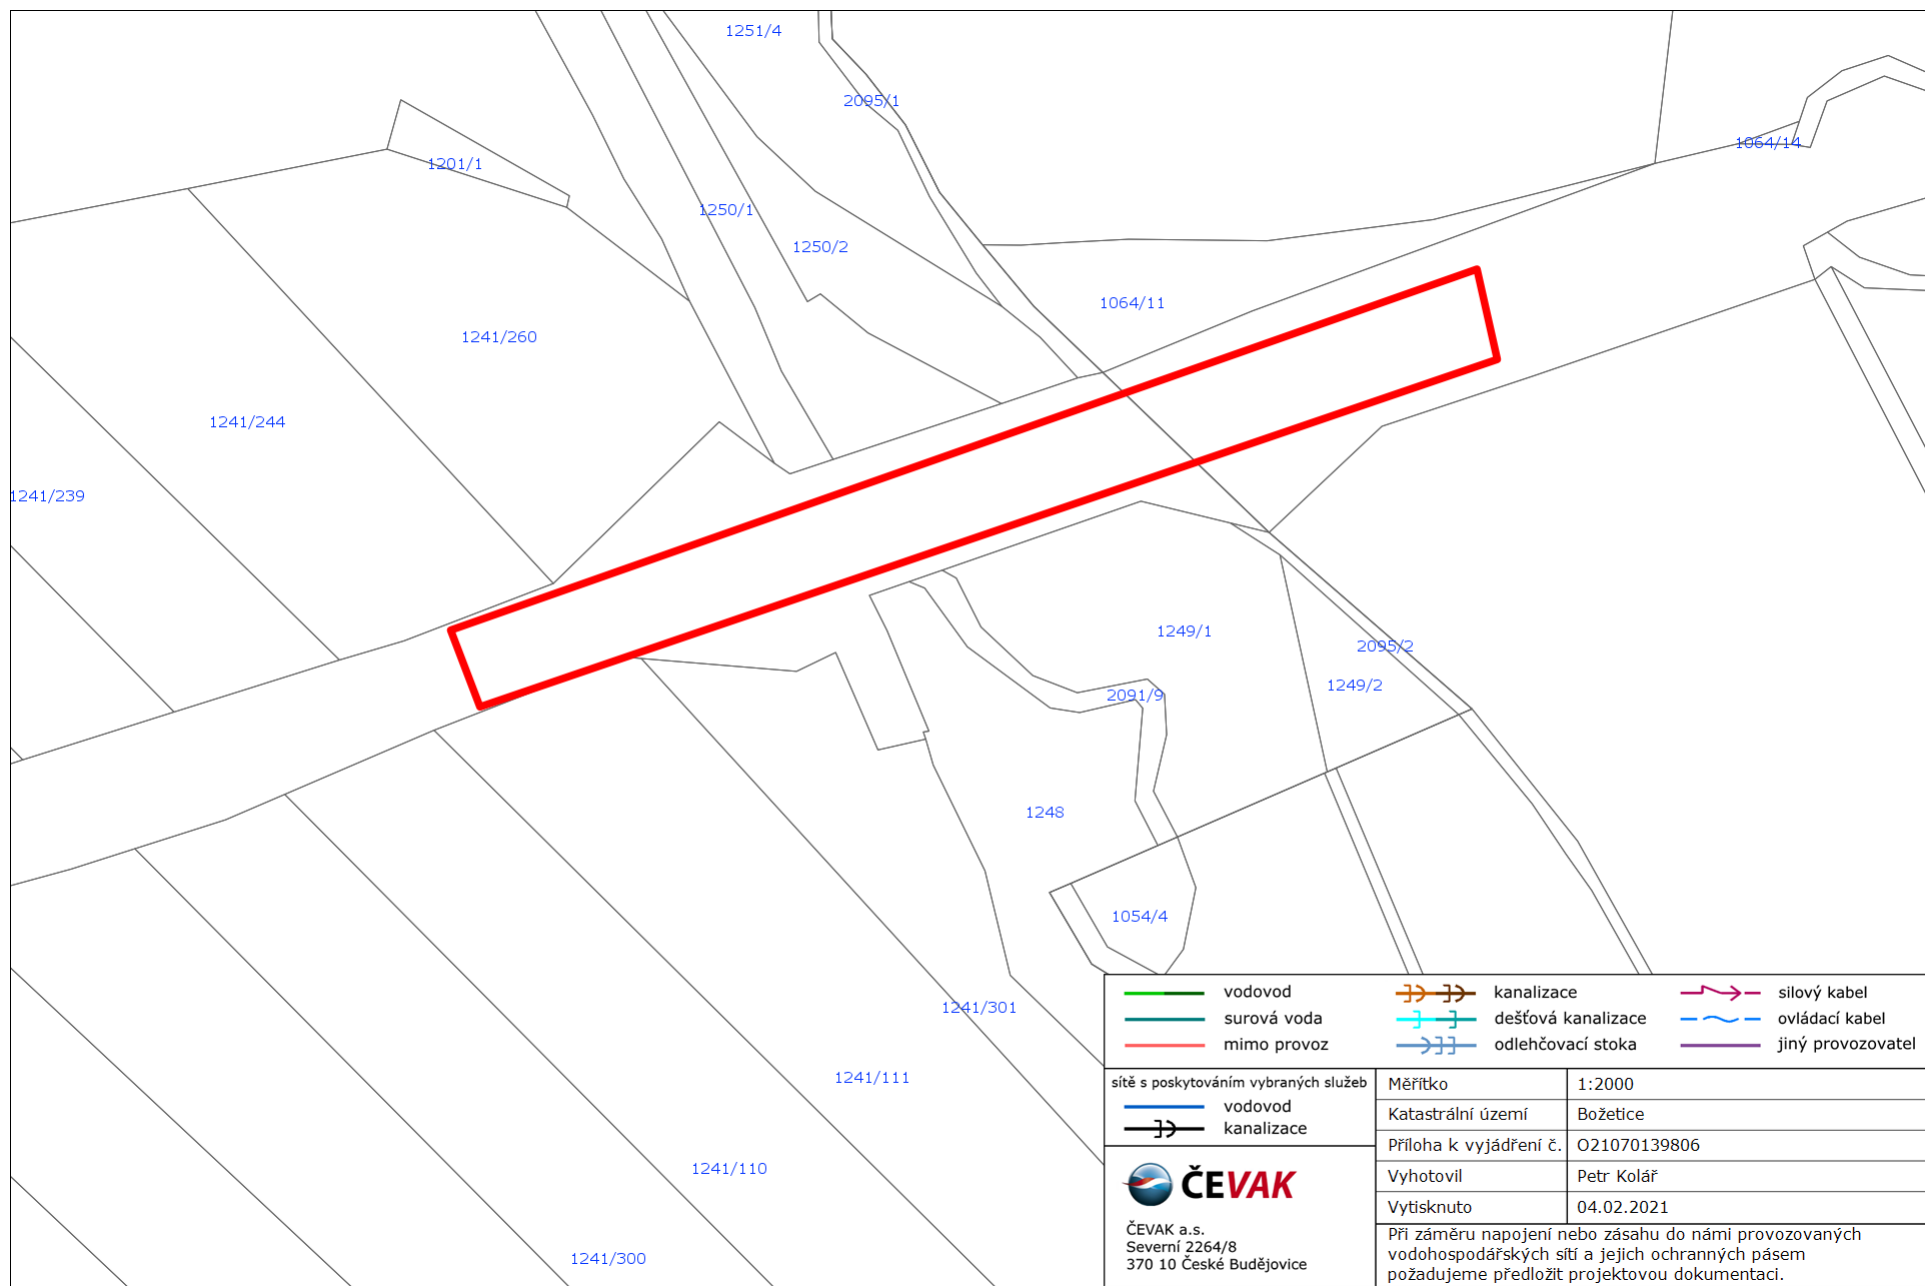 1251/4
2095/1
1064/14
1201/1
1250/1
1250/2
1064/11
1241/260
1241/244
1241/239
1249/1
2095/2
1249/2
2091/9
1248
1054/4
1241/301
1241/111
1241/110
1241/300
vodovod
surová voda
mimo provoz
kanalizace
dešťová kanalizace
odlehčovací stoka
silový kabel
ovládací kabel
jiný provozovatel
sítě s poskytováním vybraných služeb
vodovod
kanalizace
Měřítko 1:2000
Katastrální území Božetice
Příloha k vyjádření č. O21070139806
Vyhotovil Petr Kolář
Vytisknuto 04.02.2021
ČEVAK
ČEVAK a.s.
Severní 2264/8
370 10 České Budějovice
Při záměru napojení nebo zásahu do námi provozovaných
vodohospodářských sítí a jejich ochranných pásem
požadujeme předložit projektovou dokumentaci.